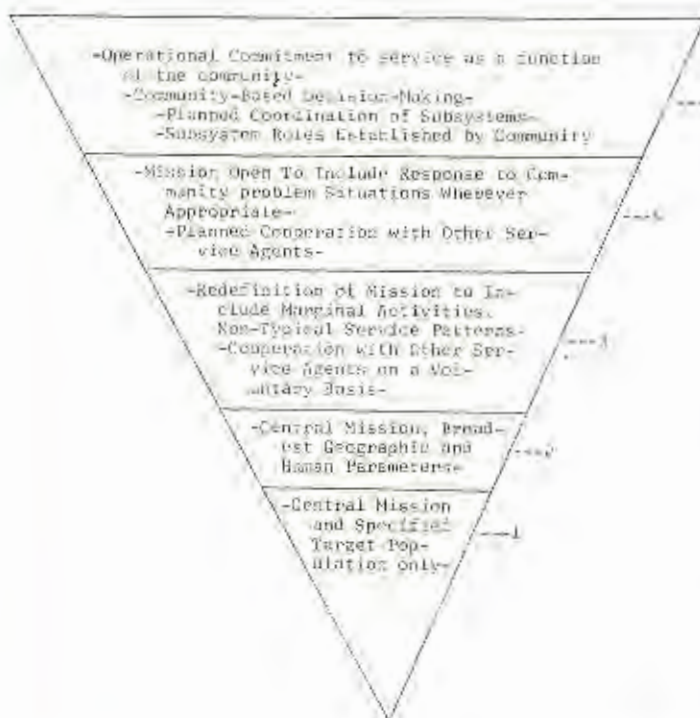 -Operational Commitment to service as a function
of the community-
-Community-Based Decision-Making-
-Planned Coordination of Subsystems-
-Subsystem Roles Established by Community
-Mission Open To Include Response to Com-
munity problem Situations Wherever
Appropriate-
-Planned Cooperation with Other Ser-
vice Agents-
-Redefinition of Mission to In-
clude Marginal Activities.
Non-Typical Service Patterns-
-Cooperation with Other Ser-
vice Agents on a Vol-
untary Basis-
---3
-Central Mission, Broad-
est Geographic and
Human Parameters-
---2
-Central Mission
and Specified
Target Pop-
ulation only-
---1